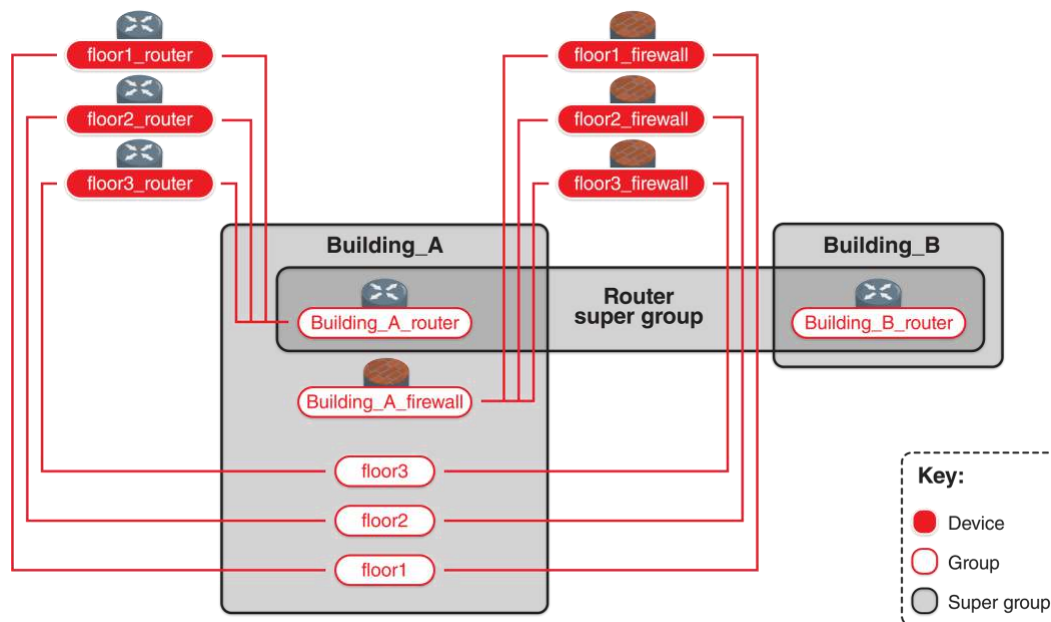 floor1_router
floor1_firewall
floor2_router
floor2_firewall
floor3_router
floor3_firewall
Building_A
Building_B
Router
super group
Building_A_router
Building_B_router
Building_A_firewall
floor3
floor2
floor1
Key:
Device
Group
Super group